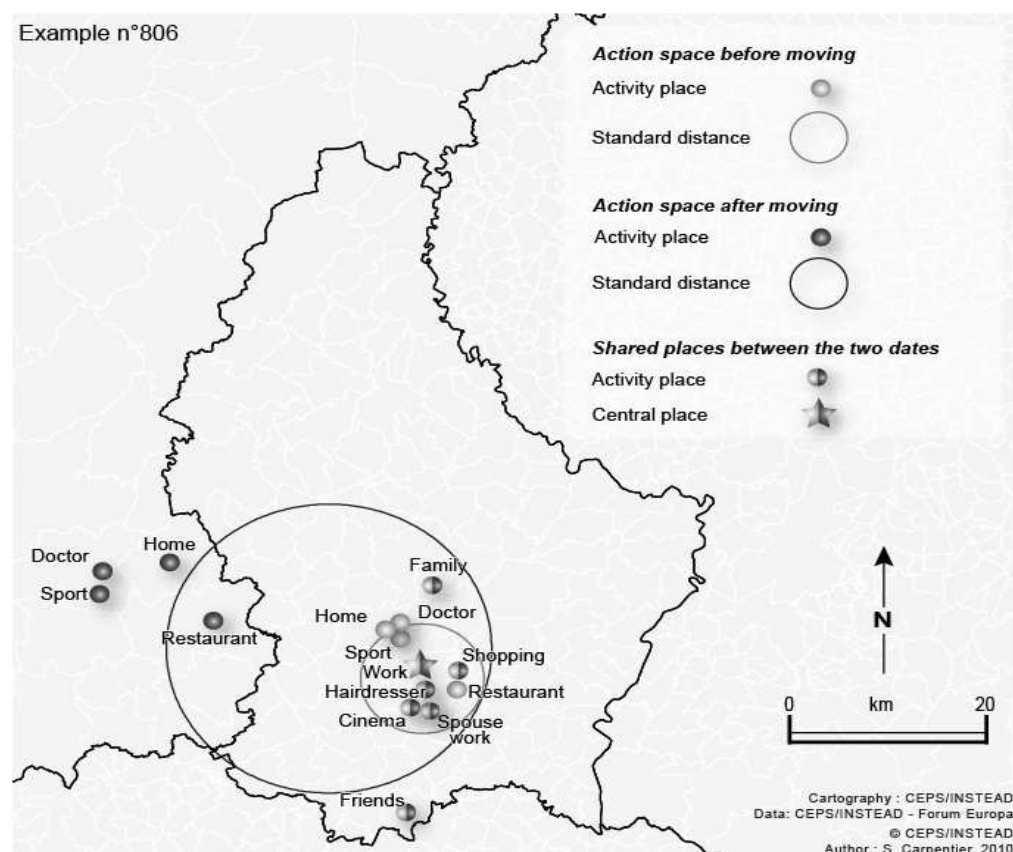 Example n°806
Action space before moving
Activity place
Standard distance
Action space after moving
Activity place
Standard distance
Shared places between the two dates
Activity place
Central place
Doctor
Home
Sport
Restaurant
Family
Home
Doctor
Sport
Work
Shopping
Hairdresser
Restaurant
Cinema
Spouse
work
Friends
N
0 km 20
Cartography : CEPS/INSTEAD
Data: CEPS/INSTEAD - Forum Europa
© CEPS/INSTEAD
Author : S. Carpentier, 2010